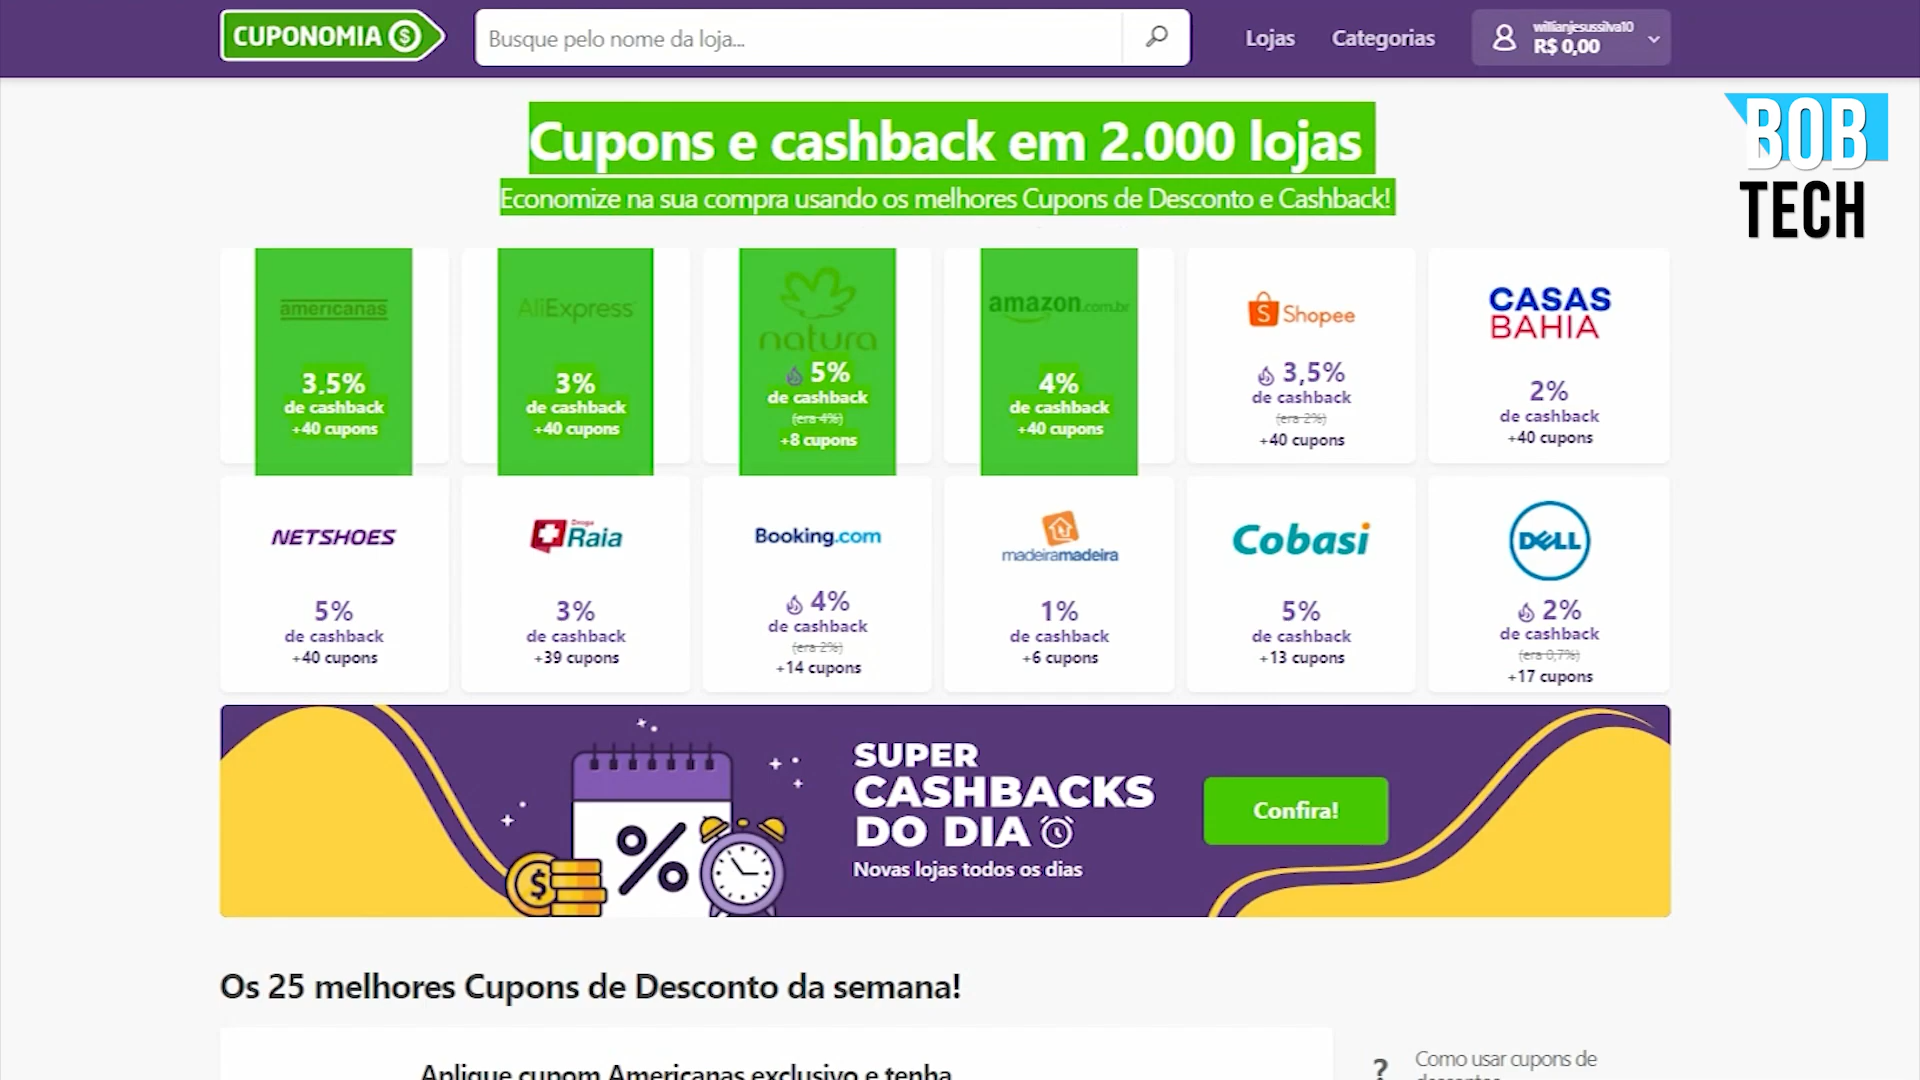 CUPONOMIA $
Busque pelo nome da loja...
Lojas
Categorias
willianjesussilva10
R$ 0,00
BOB
TECH
Cupons e cashback em 2.000 lojas
Economize na sua compra usando os melhores Cupons de Desconto e Cashback!
americanas
3,5%
de cashback
+40 cupons
AliExpress
3%
de cashback
+40 cupons
natura
5%
de cashback
(era 4%)
+8 cupons
amazon.com.br
4%
de cashback
+40 cupons
S Shopee
3,5%
de cashback
(era 2%)
+40 cupons
CASAS
BAHIA
2%
de cashback
+40 cupons
NETSHOES
5%
de cashback
+40 cupons
Droga
Raia
3%
de cashback
+39 cupons
Booking.com
4%
de cashback
(era 2%)
+14 cupons
madeiramadeira
1%
de cashback
+6 cupons
Cobasi
5%
de cashback
+13 cupons
DELL
2%
de cashback
(era 0,7%)
+17 cupons
%
$
SUPER
CASHBACKS
DO DIA
Novas lojas todos os dias
Confira!
Os 25 melhores Cupons de Desconto da semana!
Aplique cupom Americanas exclusivo e tenha
? Como usar cupons de